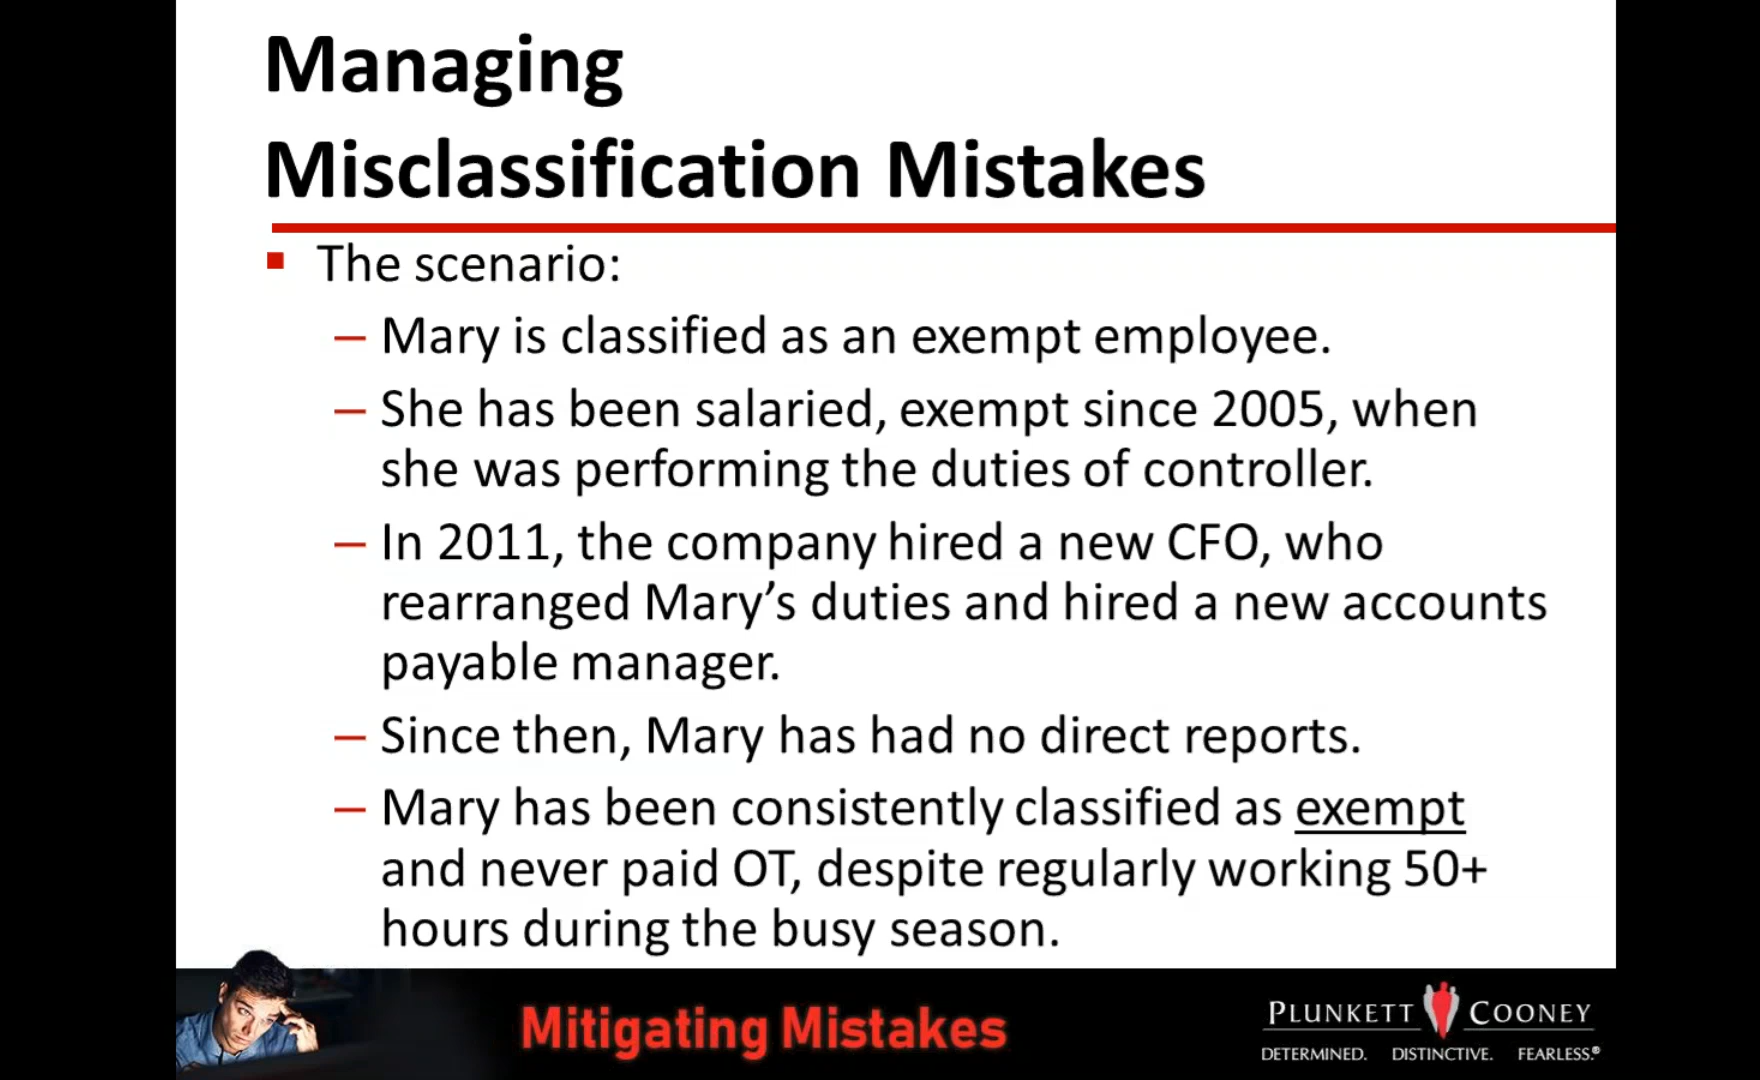 Managing
Misclassification Mistakes
▪ The scenario:
– Mary is classified as an exempt employee.
– She has been salaried, exempt since 2005, when
she was performing the duties of controller.
– In 2011, the company hired a new CFO, who
rearranged Mary’s duties and hired a new accounts
payable manager.
– Since then, Mary has had no direct reports.
– Mary has been consistently classified as exempt
and never paid OT, despite regularly working 50+
hours during the busy season.
Mitigating Mistakes
PLUNKETT COONEY
DETERMINED. DISTINCTIVE. FEARLESS.®